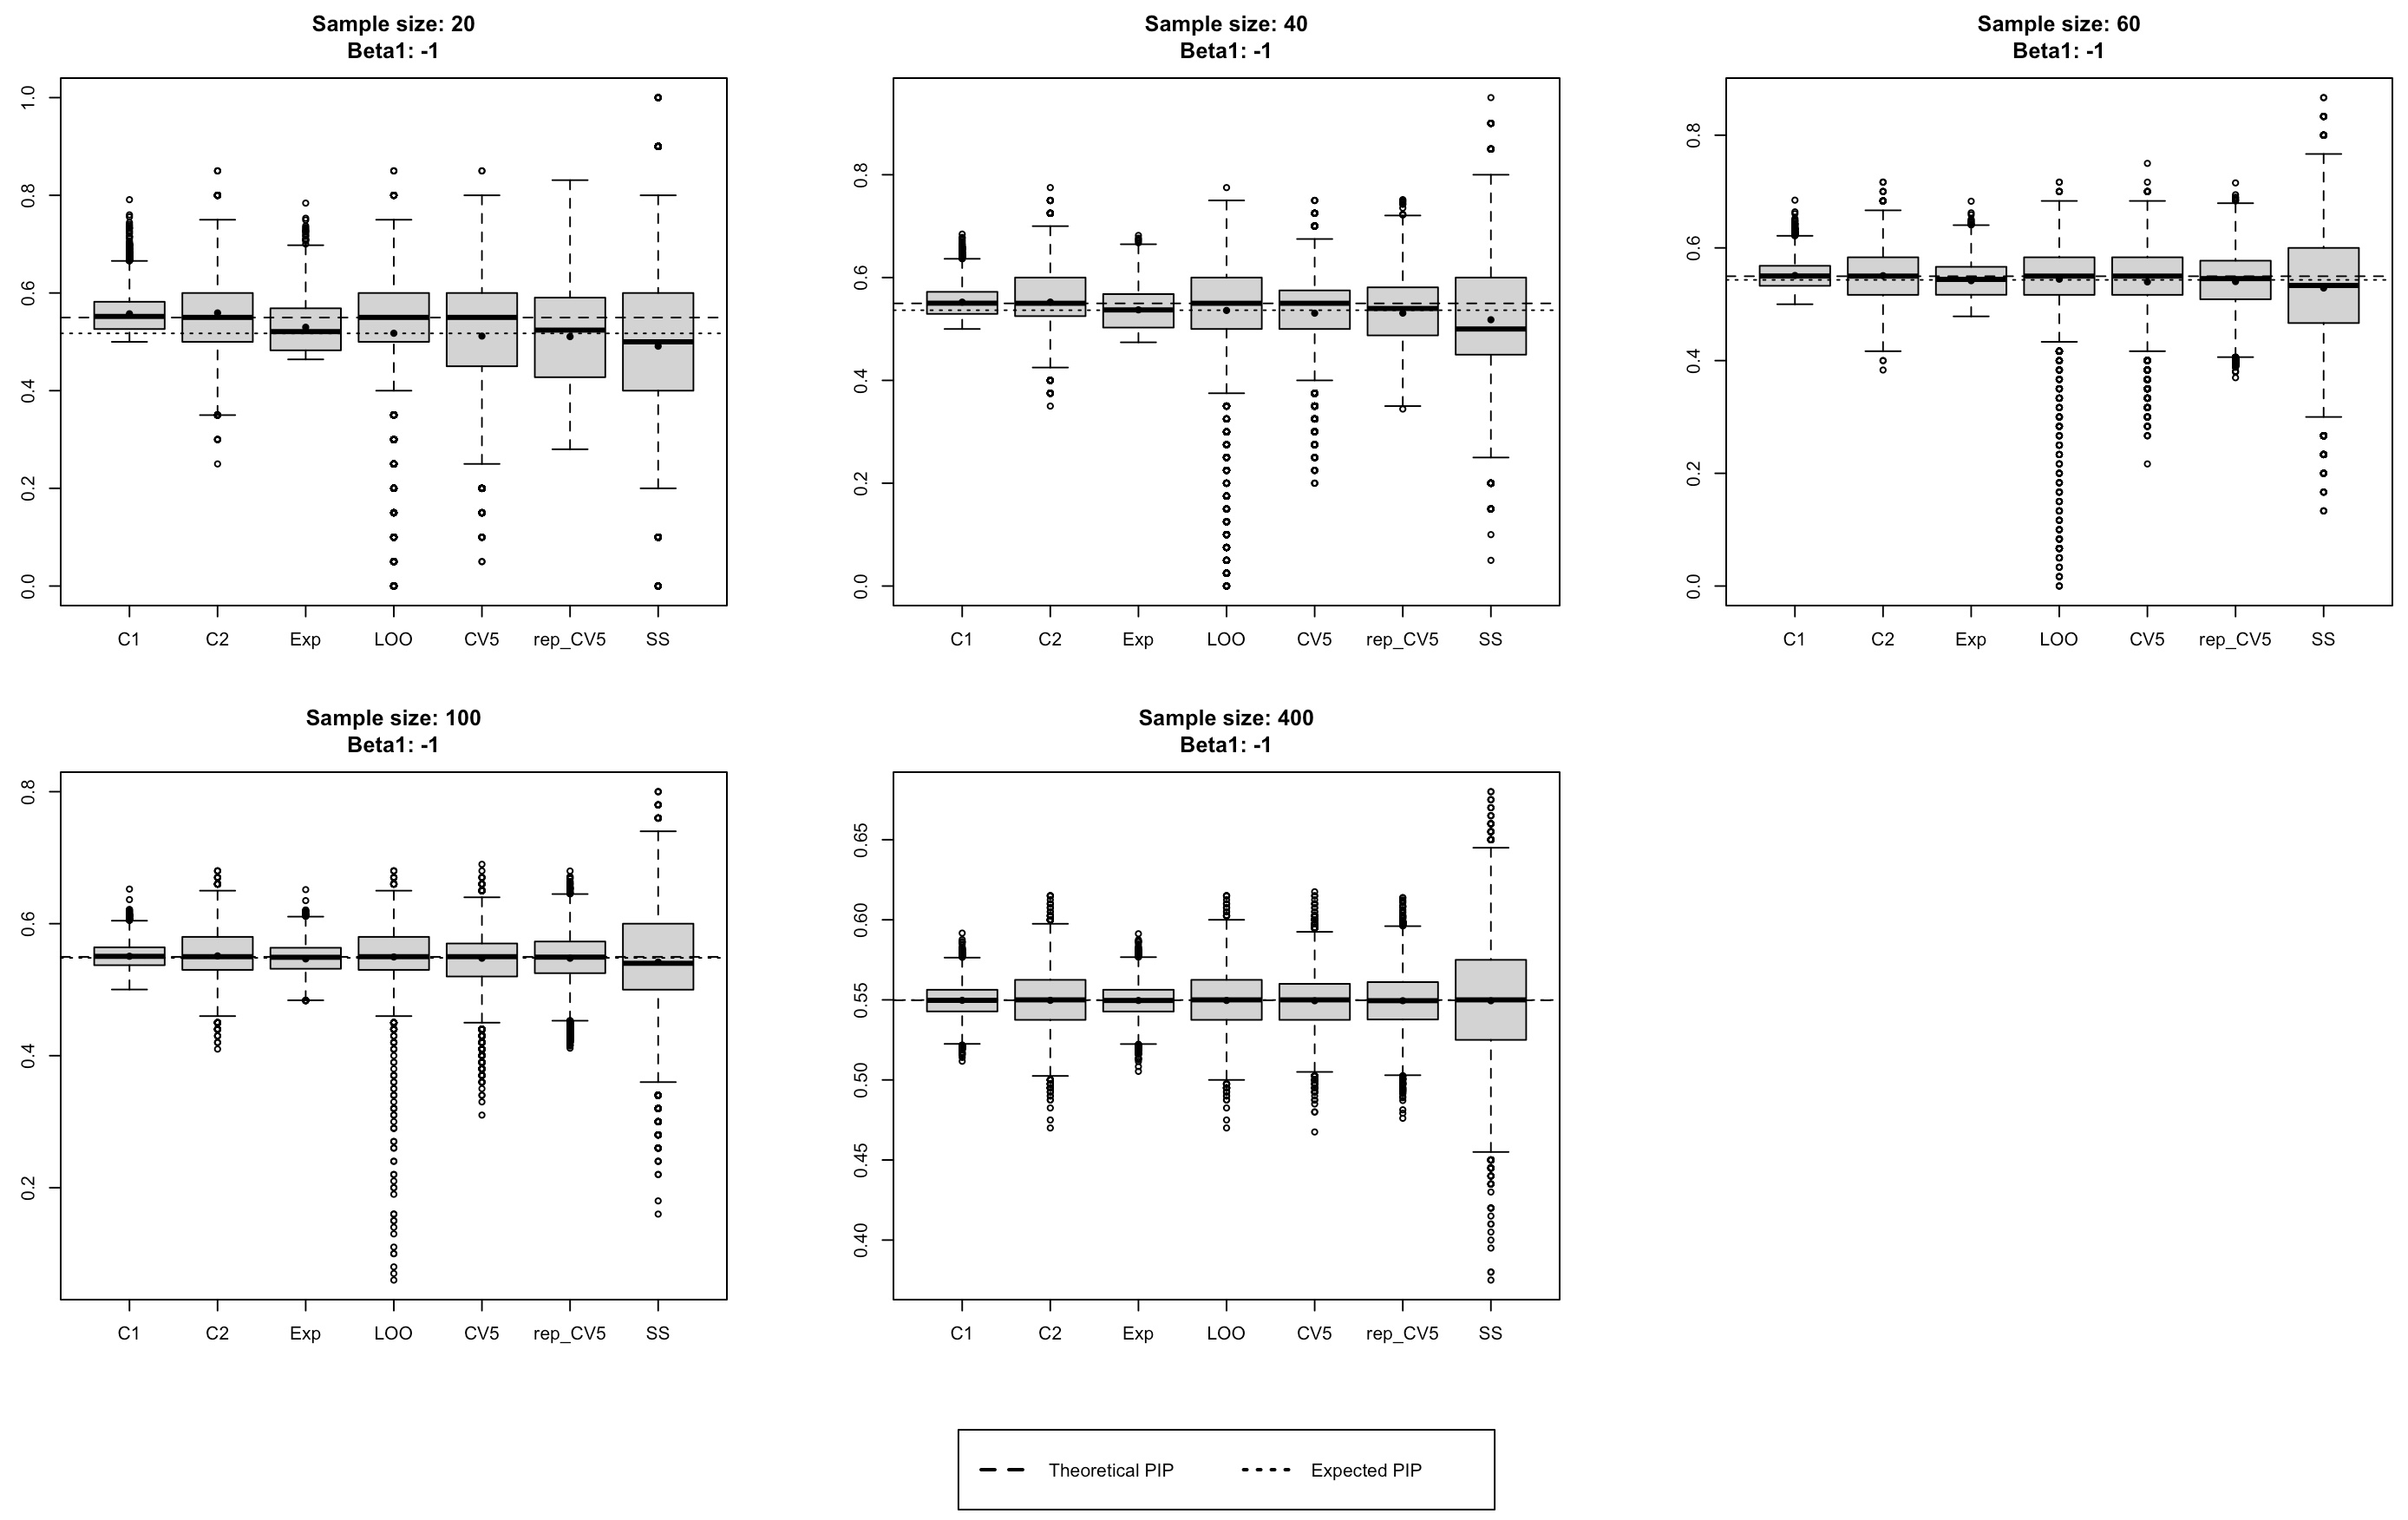 Sample size: 20
Beta1: -1
1.0
0.8
0.6
0.4
0.2
0.0
C1 C2 Exp LOO CV5 rep_CV5 SS
Sample size: 40
Beta1: -1
0.8
0.6
0.4
0.2
0.0
C1 C2 Exp LOO CV5 rep_CV5 SS
Sample size: 60
Beta1: -1
0.8
0.6
0.4
0.2
0.0
C1 C2 Exp LOO CV5 rep_CV5 SS
Sample size: 100
Beta1: -1
0.8
0.6
0.4
0.2
C1 C2 Exp LOO CV5 rep_CV5 SS
Sample size: 400
Beta1: -1
0.65
0.60
0.55
0.50
0.45
0.40
C1 C2 Exp LOO CV5 rep_CV5 SS
Theoretical PIP Expected PIP